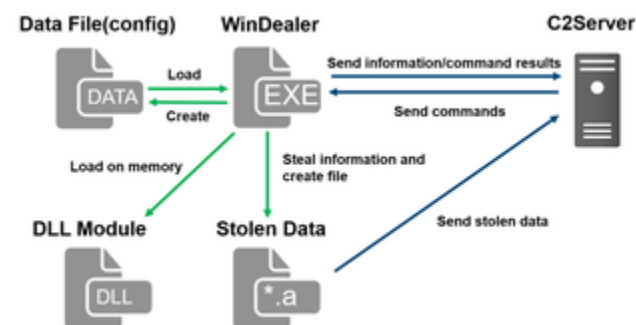 Data File(config)
WinDealer
C2Server
Load
Send information/command results
DATA
EXE
Create
Send commands
Load on memory
Steal information and
create file
DLL Module
Stolen Data
Send stolen data
DLL
*.a